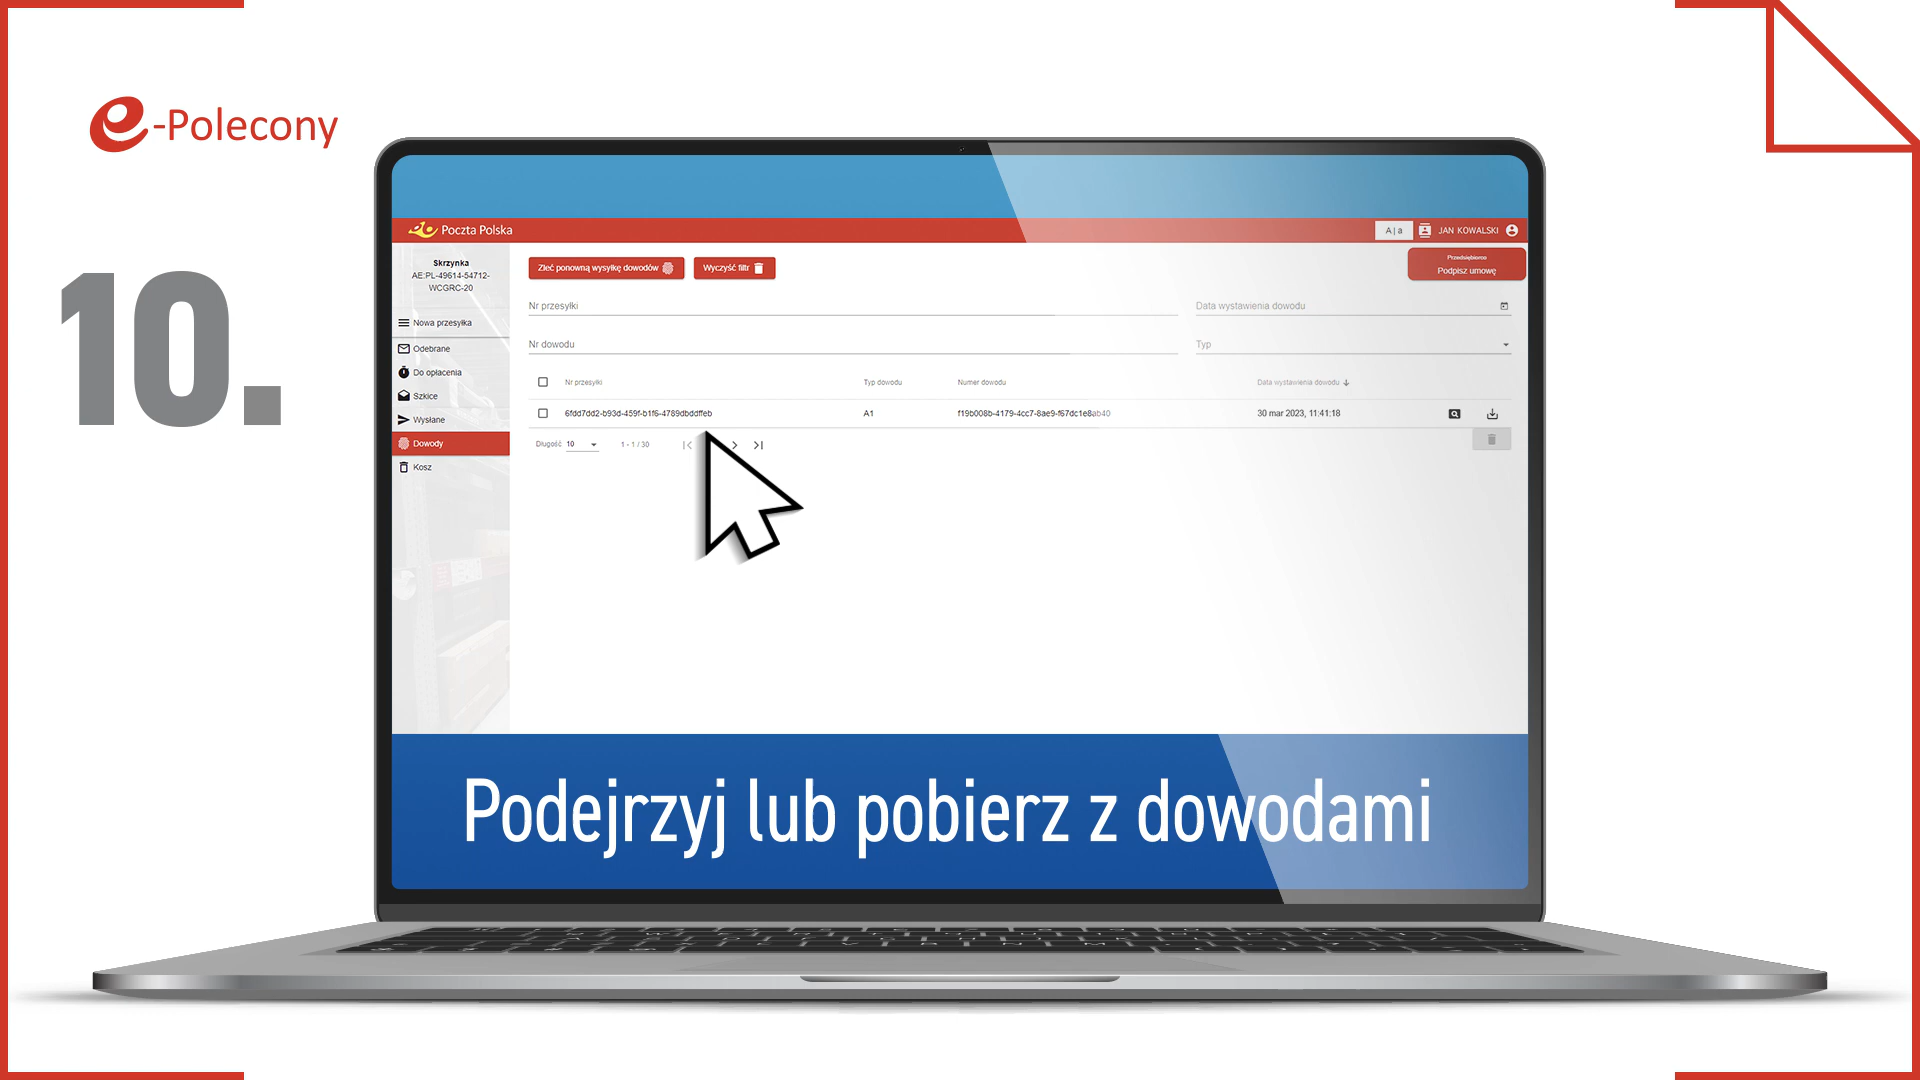 e-Polecony
10.
Poczta Polska
A | a
JAN KOWALSKI
Skrzynka
AE:PL-49614-54712-
WCGRC-20
Nowa przesyłka
Odebrane
Do opłacenia
Szkice
Wysłane
Dowody
Kosz
Zleć ponowną wysyłkę dowodów
Wyczyść filtr
Przedsiębiorco
Podpisz umowę
Nr przesyłki
Data wystawienia dowodu
Nr dowodu
Typ
Nr przesyłki Typ dowodu Numer dowodu Data wystawienia dowodu
6fdd7dd2-b93d-459f-b1f6-4789dbddffeb A1 f19b008b-4179-4cc7-8ae9-f67dc1e8ab40 30 mar 2023, 11:41:18
Długość 10 1 - 1 / 30
Podejrzyj lub pobierz z dowodami